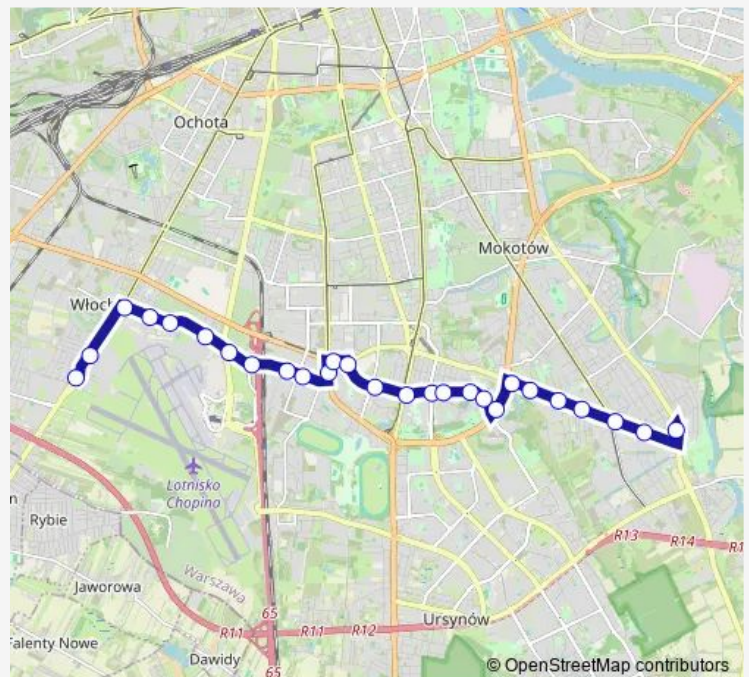 Ochota
Mokotów
Włoch
Lotnisko
Chopina
n
Rybie
R13
R14
R1
Jaworowa
Warszawa
65
Ursynów
R11
R11
R12
Falenty Nowe
Dawidy
65
© OpenStreetMap contributors